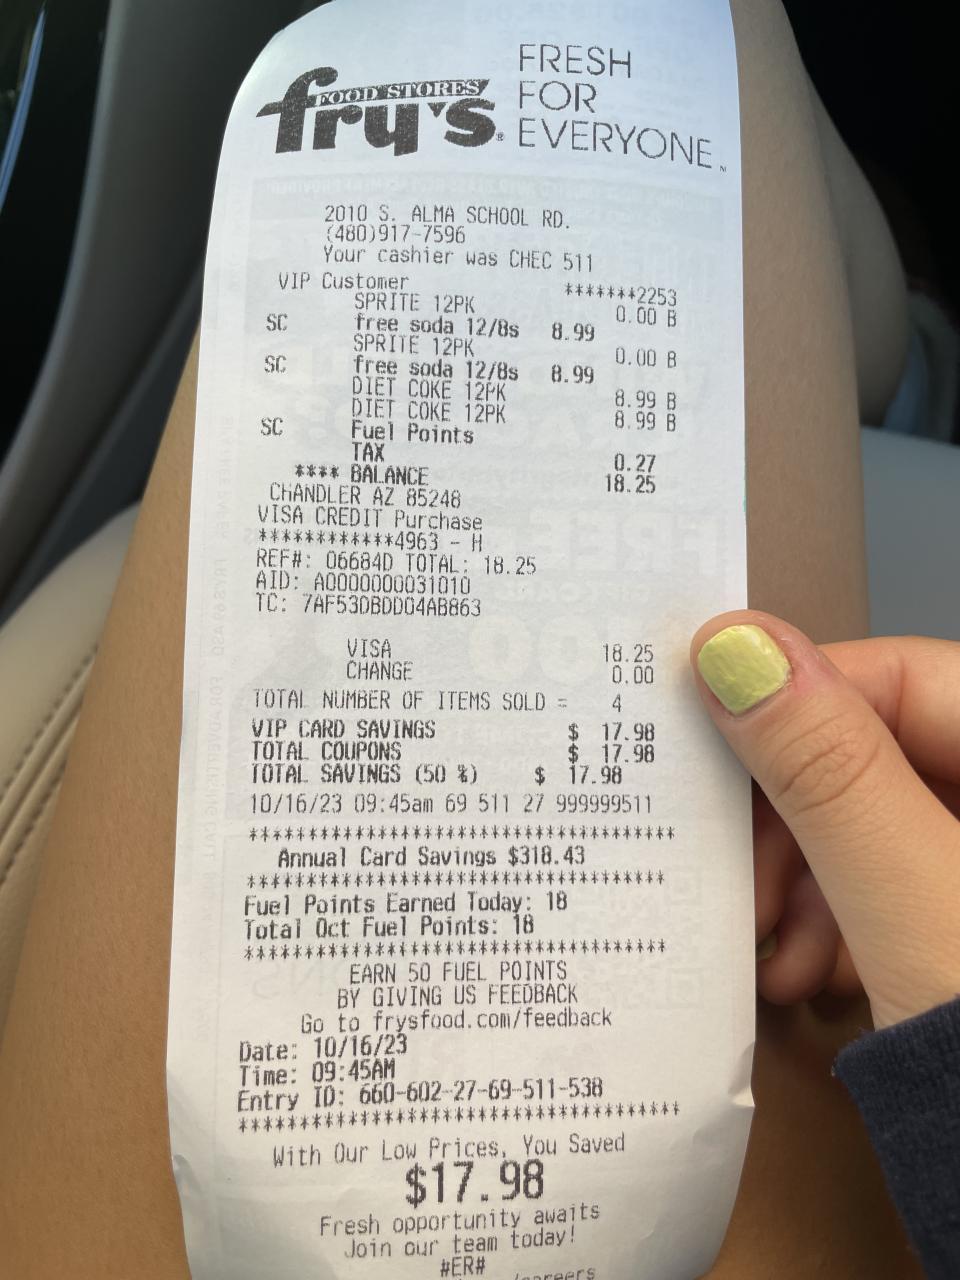 FOOD STORES
fry's®
FRESH
FOR
EVERYONE™
2010 S. ALMA SCHOOL RD.
(480)917-7596
Your cashier was CHEC 511
VIP Customer *******2253
SPRITE 12PK 0.00 B
SC free soda 12/8s 8.99
SPRITE 12PK 0.00 B
SC free soda 12/8s 8.99
DIET COKE 12PK 8.99 B
DIET COKE 12PK 8.99 B
SC Fuel Points
TAX 0.27
**** BALANCE 18.25
CHANDLER AZ 85248
VISA CREDIT Purchase
************4963 - H
REF#: 06684D TOTAL: 18.25
AID: A0000000031010
TC: 7AF53DBDD04AB863
VISA 18.25
CHANGE 0.00
TOTAL NUMBER OF ITEMS SOLD = 4
VIP CARD SAVINGS $ 17.98
TOTAL COUPONS $ 17.98
TOTAL SAVINGS (50 %) $ 17.98
10/16/23 09:45am 69 511 27 999999511
************************************
Annual Card Savings $318.43
************************************
Fuel Points Earned Today: 18
Total Oct Fuel Points: 18
************************************
EARN 50 FUEL POINTS
BY GIVING US FEEDBACK
Go to frysfood.com/feedback
Date: 10/16/23
Time: 09:45AM
Entry ID: 660-602-27-69-511-538
************************************
With Our Low Prices, You Saved
$17.98
Fresh opportunity awaits
Join our team today!
#ER#
/careers